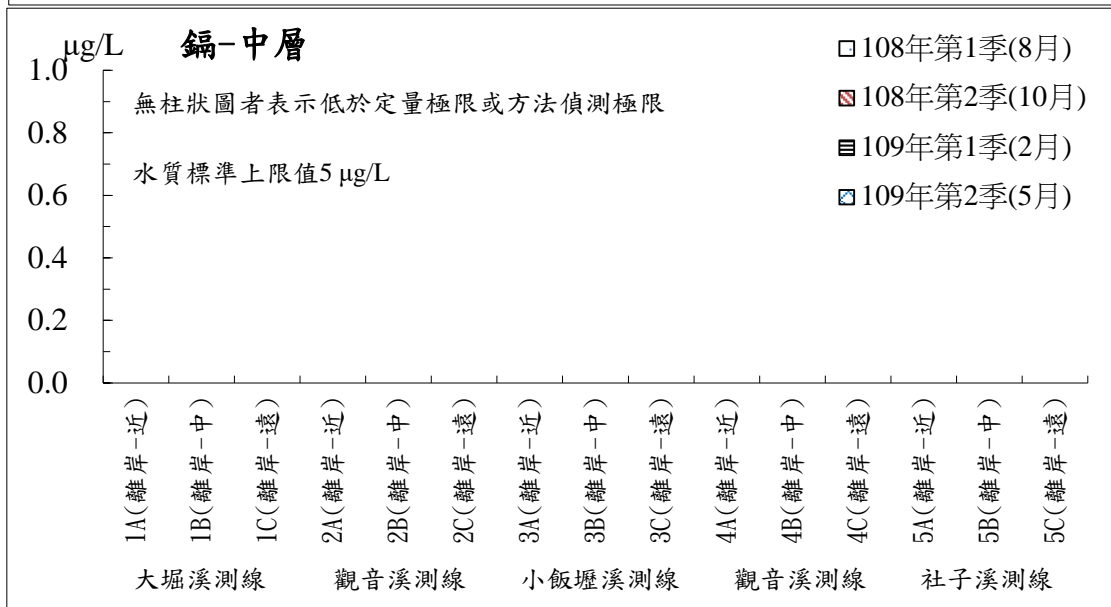 μg/L 鎘-中層
108年第1季(8月)
108年第2季(10月)
109年第1季(2月)
109年第2季(5月)
無柱狀圖者表示低於定量極限或方法偵測極限
水質標準上限值5 μg/L
1.0
0.8
0.6
0.4
0.2
0.0
1A(離岸-近)
1B(離岸-中)
1C(離岸-遠)
2A(離岸-近)
2B(離岸-中)
2C(離岸-遠)
3A(離岸-近)
3B(離岸-中)
3C(離岸-遠)
4A(離岸-近)
4B(離岸-中)
4C(離岸-遠)
5A(離岸-近)
5B(離岸-中)
5C(離岸-遠)
大堀溪測線 觀音溪測線 小飯壢溪測線 觀音溪測線 社子溪測線